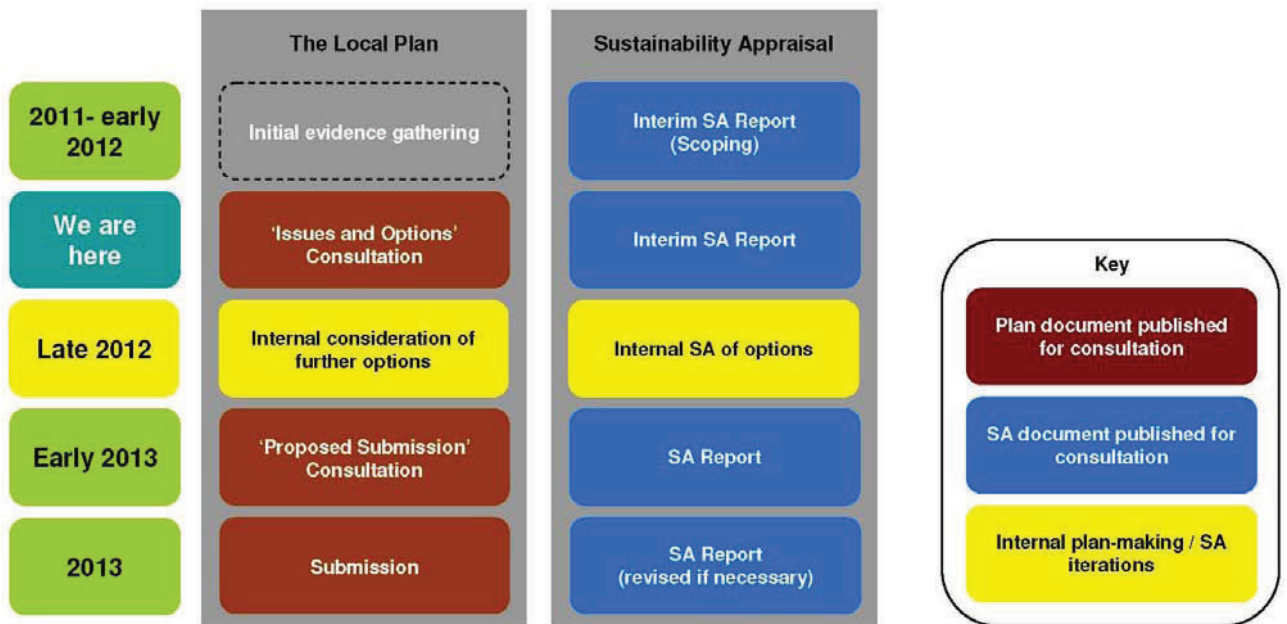 The Local Plan
Sustainability Appraisal
2011- early
2012
Initial evidence gathering
Interim SA Report
(Scoping)
We are
here
‘Issues and Options’
Consultation
Interim SA Report
Late 2012
Internal consideration of
further options
Internal SA of options
Early 2013
‘Proposed Submission’
Consultation
SA Report
2013
Submission
SA Report
(revised if necessary)
Key
Plan document published
for consultation
SA document published for
consultation
Internal plan-making / SA
iterations